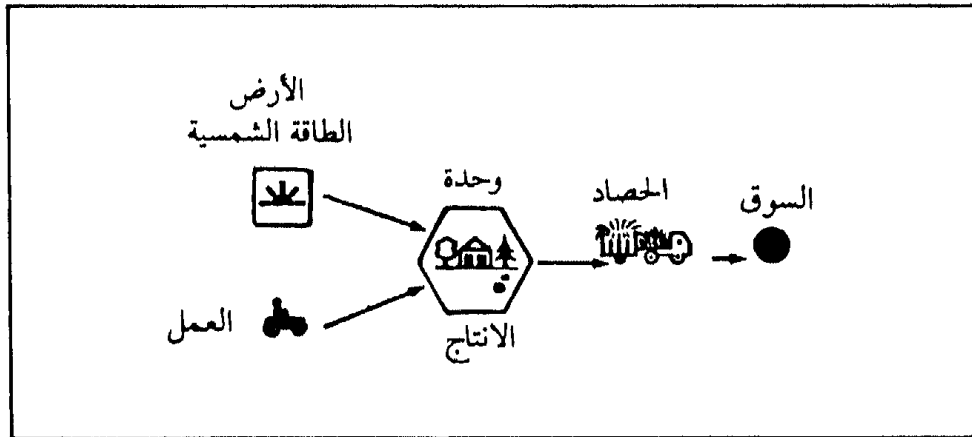 الأرض
الطاقة الشمسية
وحدة
الحصاد
السوق
العمل
الانتاج